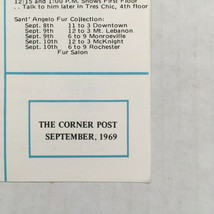 12:15 and 1:00 P.M. Shows First Floor
.. Talk to him later in Tres Chic, 4th floor
Sant' Angelo Fur Collection:
Sept. 8th 11 to 3 Downtown
Sept. 9th 12 to 3 Mt. Lebanon
Sept. 9th 6 to 9 Monroeville
Sept. 10th 12 to 3 McKnight
Sept. 10th 6 to 9 Rochester
Fur Salon
THE CORNER POST
SEPTEMBER, 1969